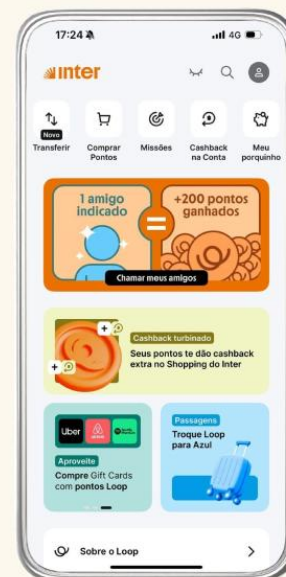 17:24
4G
inter
Novo
Transferir
Comprar
Pontos
Missões
Cashback
na Conta
Meu
porquinho
1 amigo
indicado
=
+200 pontos
ganhados
Chamar meus amigos
Cashback turbinado
Seus pontos te dão cashback
extra no Shopping do Inter
Uber
airbnb
Aproveite
Compre Gift Cards
com pontos Loop
Passagens
Troque Loop
para Azul
Sobre o Loop